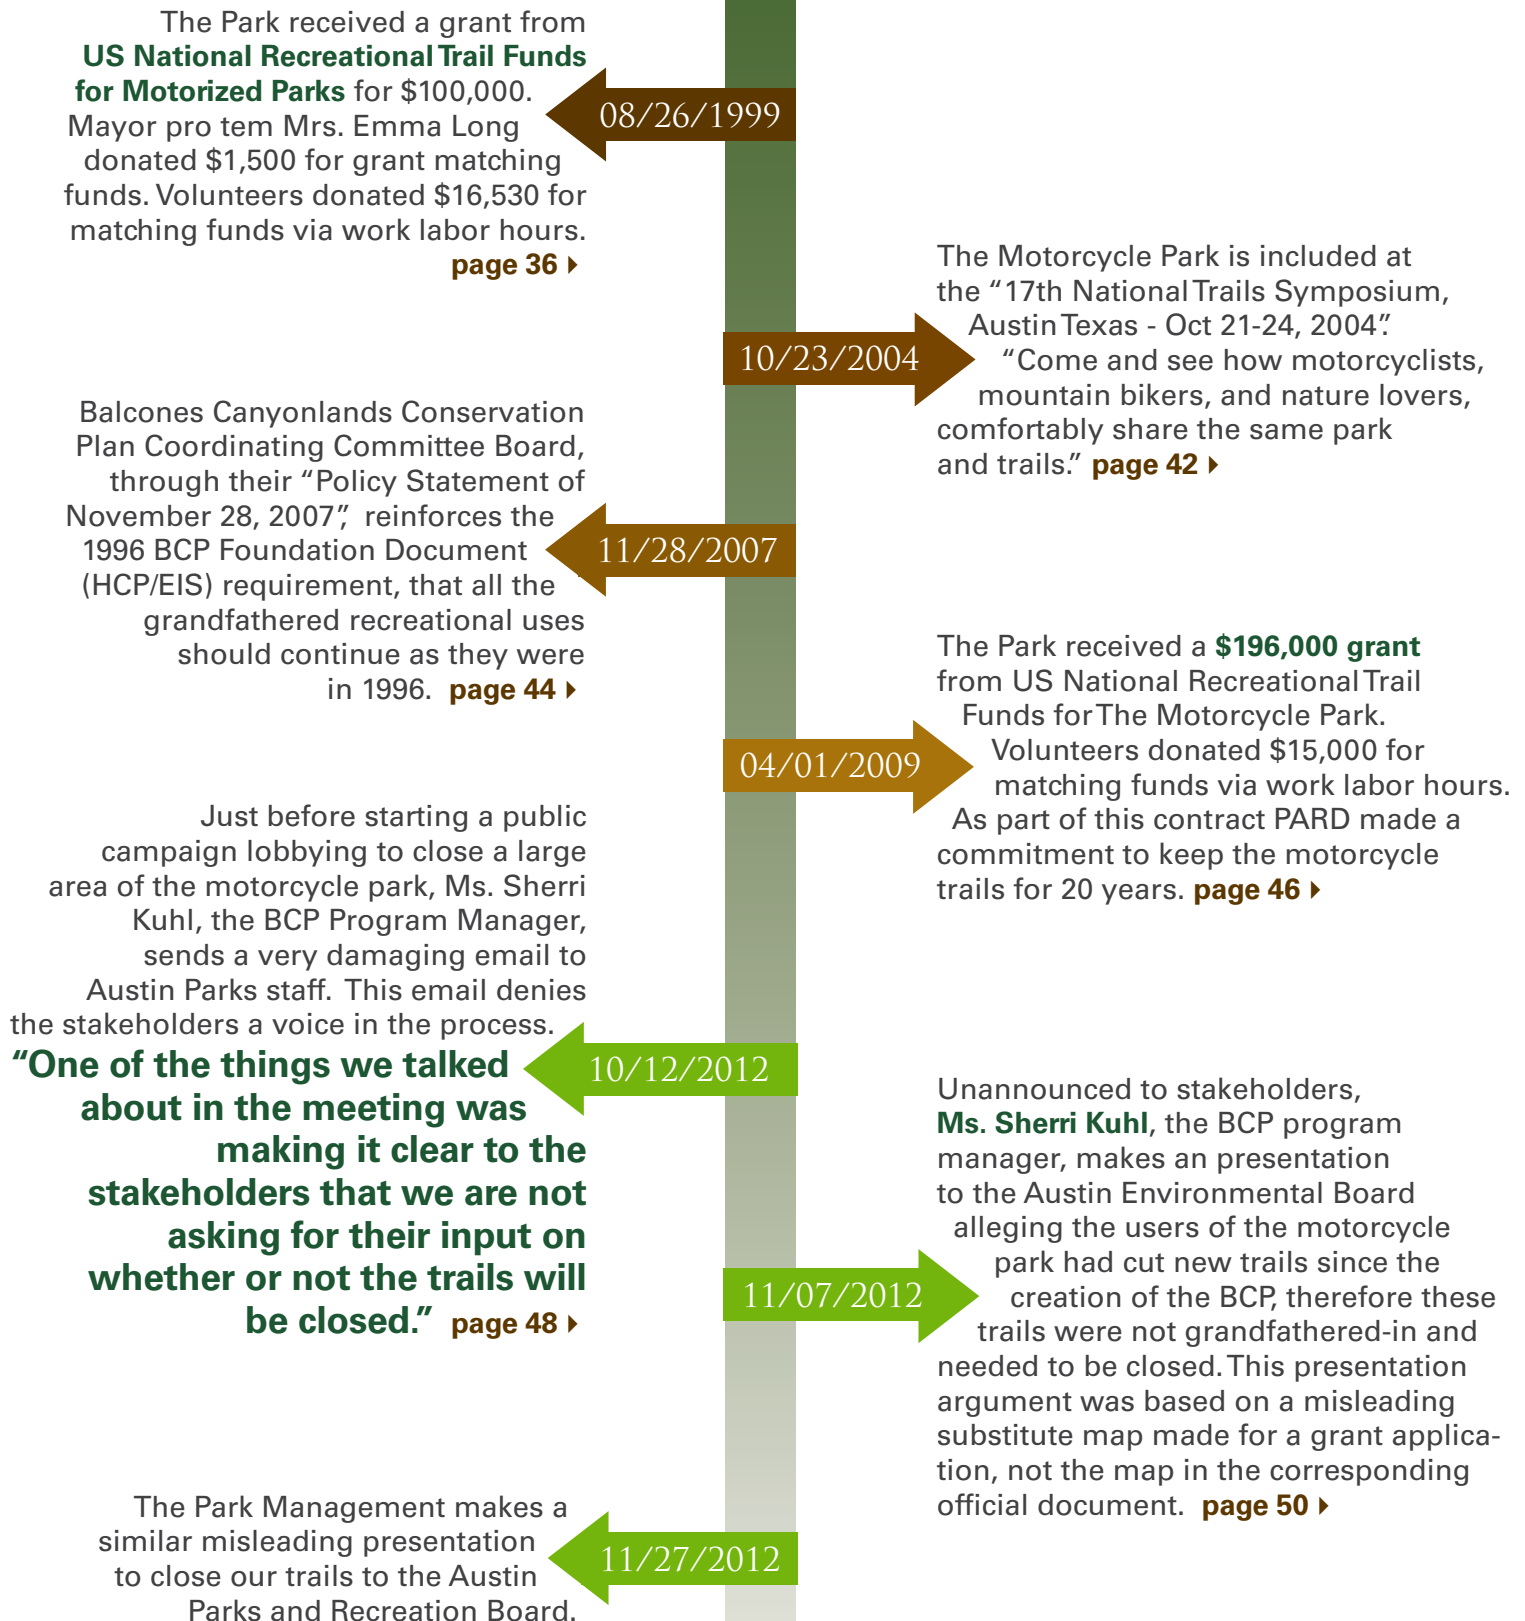 The Park received a grant from
US National Recreational Trail Funds
for Motorized Parks for $100,000.
Mayor pro tem Mrs. Emma Long
donated $1,500 for grant matching
funds. Volunteers donated $16,530 for
matching funds via work labor hours.
page 36
08/26/1999
The Motorcycle Park is included at
the “17th National Trails Symposium,
Austin Texas - Oct 21-24, 2004”.
“Come and see how motorcyclists,
mountain bikers, and nature lovers,
comfortably share the same park
and trails.” page 42
10/23/2004
Balcones Canyonlands Conservation
Plan Coordinating Committee Board,
through their “Policy Statement of
November 28, 2007”, reinforces the
1996 BCP Foundation Document
(HCP/EIS) requirement, that all the
grandfathered recreational uses
should continue as they were
in 1996. page 44
11/28/2007
The Park received a $196,000 grant
from US National Recreational Trail
Funds for The Motorcycle Park.
Volunteers donated $15,000 for
matching funds via work labor hours.
As part of this contract PARD made a
commitment to keep the motorcycle
trails for 20 years. page 46
04/01/2009
Just before starting a public
campaign lobbying to close a large
area of the motorcycle park, Ms. Sherri
Kuhl, the BCP Program Manager,
sends a very damaging email to
Austin Parks staff. This email denies
the stakeholders a voice in the process.
“One of the things we talked
about in the meeting was
making it clear to the
stakeholders that we are not
asking for their input on
whether or not the trails will
be closed.” page 48
10/12/2012
Unannounced to stakeholders,
Ms. Sherri Kuhl, the BCP program
manager, makes an presentation
to the Austin Environmental Board
alleging the users of the motorcycle
park had cut new trails since the
creation of the BCP, therefore these
trails were not grandfathered-in and
needed to be closed. This presentation
argument was based on a misleading
substitute map made for a grant applica-
tion, not the map in the corresponding
official document. page 50
11/07/2012
The Park Management makes a
similar misleading presentation
to close our trails to the Austin
Parks and Recreation Board.
11/27/2012